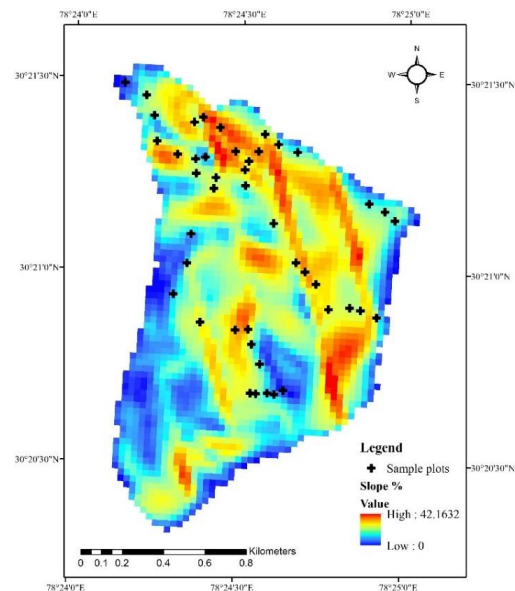 78°24'0"E 78°24'30"E 78°25'0"E
N
W E
S
30°21'30"N 30°21'30"N
30°21'0"N 30°21'0"N
30°20'30"N 30°20'30"N
Legend
Sample plots
Slope %
Value
High : 42.1632
Low : 0
Kilometers
0 0.1 0.2 0.4 0.6 0.8
78°24'0"E 78°24'30"E 78°25'0"E